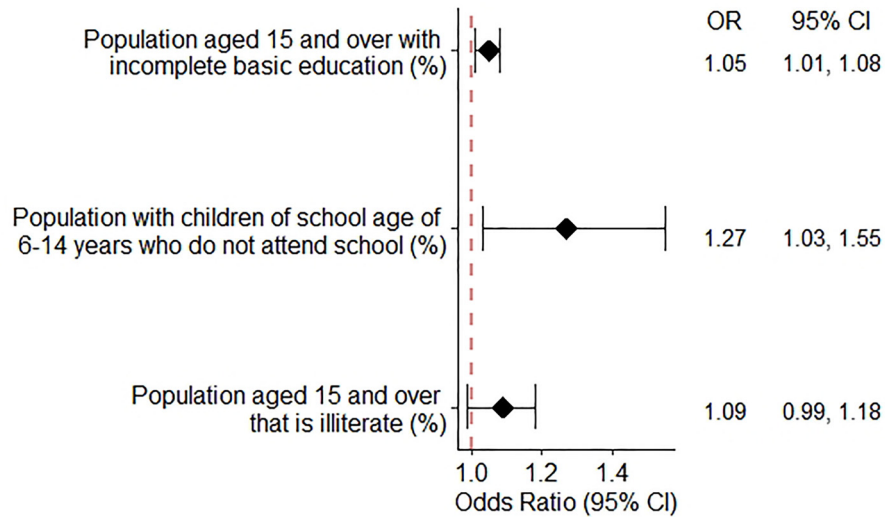 OR 95% CI
Population aged 15 and over with
incomplete basic education (%)
1.05 1.01, 1.08
Population with children of school age of
6-14 years who do not attend school (%)
1.27 1.03, 1.55
Population aged 15 and over
that is illiterate (%)
1.09 0.99, 1.18
1.0 1.2 1.4
Odds Ratio (95% CI)